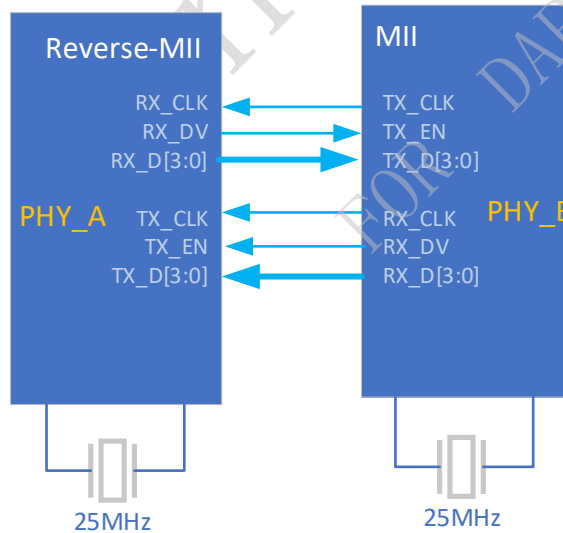 Reverse-MII
RX_CLK
RX_DV
RX_D[3:0]
PHY_A
TX_CLK
TX_EN
TX_D[3:0]
25MHz
MII
TX_CLK
TX_EN
TX_D[3:0]
RX_CLK
RX_DV
RX_D[3:0]
25MHz
FOR